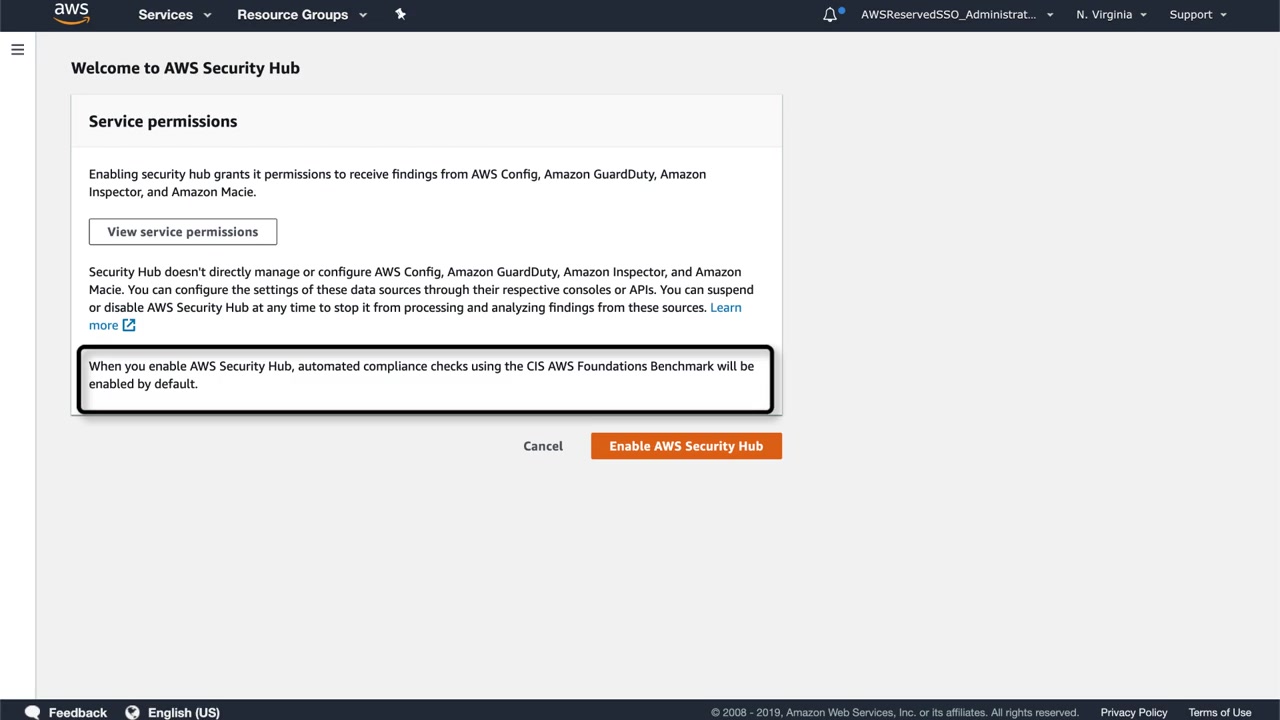 aws Services Resource Groups AWSReservedSSO_Administrat... N. Virginia Support
Welcome to AWS Security Hub
Service permissions
Enabling security hub grants it permissions to receive findings from AWS Config, Amazon GuardDuty, Amazon
Inspector, and Amazon Macie.
View service permissions
Security Hub doesn't directly manage or configure AWS Config, Amazon GuardDuty, Amazon Inspector, and Amazon
Macie. You can configure the settings of these data sources through their respective consoles or APIs. You can suspend
or disable AWS Security Hub at any time to stop it from processing and analyzing findings from these sources. Learn
more
When you enable AWS Security Hub, automated compliance checks using the CIS AWS Foundations Benchmark will be
enabled by default.
Cancel Enable AWS Security Hub
Feedback English (US) © 2008 - 2019, Amazon Web Services, Inc. or its affiliates. All rights reserved. Privacy Policy Terms of Use